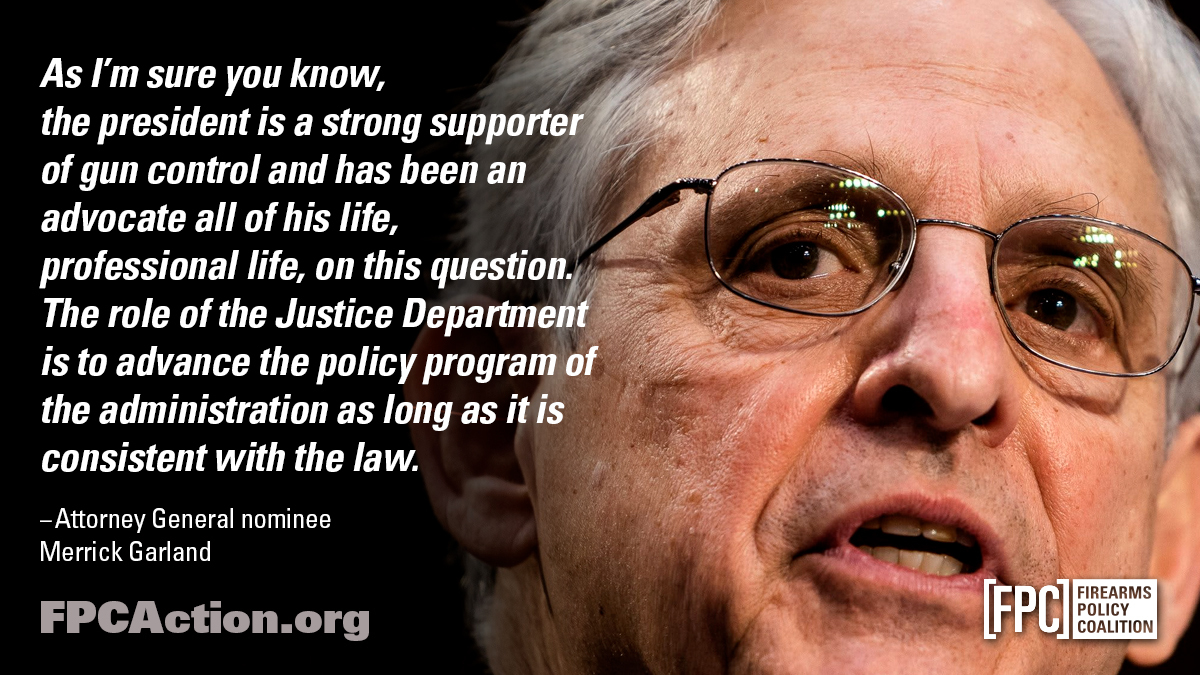 As I’m sure you know,
the president is a strong supporter
of gun control and has been an
advocate all of his life,
professional life, on this question.
The role of the Justice Department
is to advance the policy program of
the administration as long as it is
consistent with the law.
–Attorney General nominee
Merrick Garland
FPCAction.org
[FPC]
FIREARMS
POLICY
COALITION